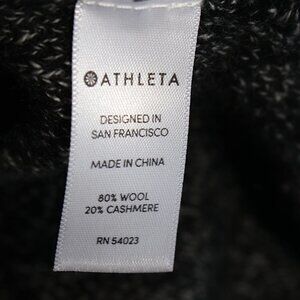 ATHLETA
DESIGNED IN
SAN FRANCISCO
MADE IN CHINA
80% WOOL
20% CASHMERE
RN 54023